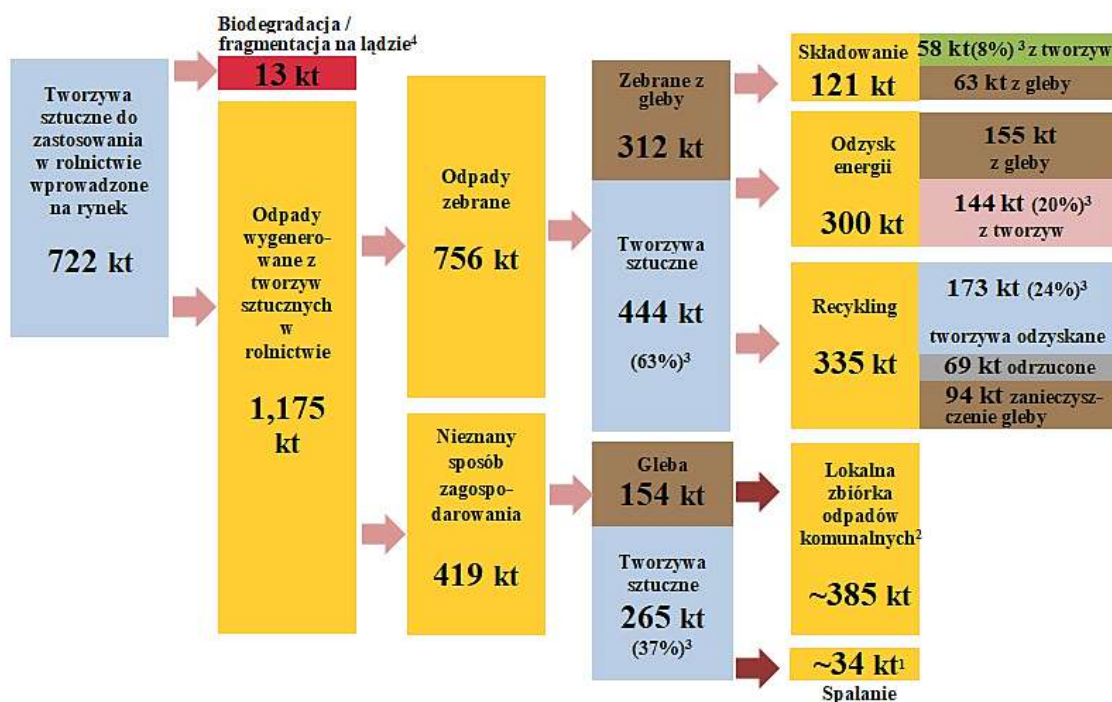 Tworzywa
sztuczne do
zastosowania
w rolnictwie
wprowadzone
na rynek
722 kt
Biodegradacja /
fragmentacja na lądzie⁴
13 kt
Odpady
wygenero-
wane z
tworzyw
sztucznych
w
rolnictwie
1,175
kt
Odpady
zebrane
756 kt
Nieznany
sposób
zagospo-
darowania
419 kt
Zebrane z
gleby
312 kt
Tworzywa
sztuczne
444 kt
(63%)³
Gleba
154 kt
Tworzywa
sztuczne
265 kt
(37%)³
Składowanie
121 kt
58 kt(8%) ³ z tworzyw
63 kt z gleby
Odzysk
energii
300 kt
155 kt
z gleby
144 kt (20%)³
z tworzyw
Recykling
335 kt
173 kt (24%)³
tworzywa odzyskane
69 kt odrzucone
94 kt zanieczysz-
czenie gleby
Lokalna
zbiórka
odpadów
komunalnych²
~385 kt
~34 kt¹
Spalanie